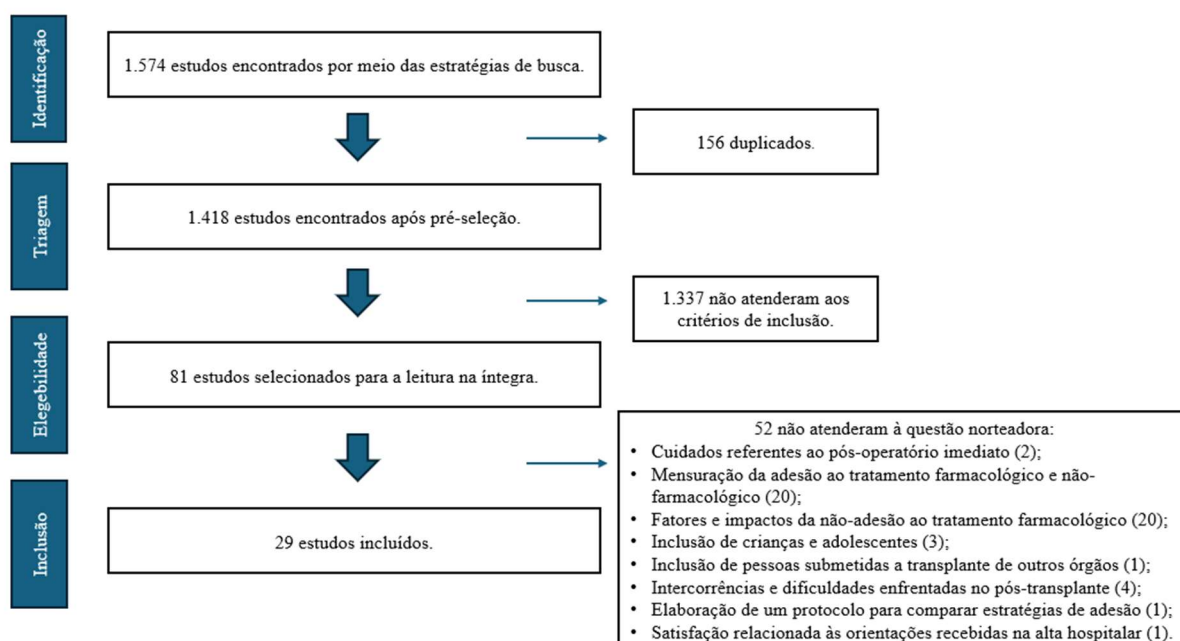 Identificação
1.574 estudos encontrados por meio das estratégias de busca.
156 duplicados.
Triagem
1.418 estudos encontrados após pré-seleção.
1.337 não atenderam aos
critérios de inclusão.
Elegebilidade
81 estudos selecionados para a leitura na íntegra.
52 não atenderam à questão norteadora:
• Cuidados referentes ao pós-operatório imediato (2);
• Mensuração da adesão ao tratamento farmacológico e não-
farmacológico (20);
• Fatores e impactos da não-adesão ao tratamento farmacológico (20);
• Inclusão de crianças e adolescentes (3);
• Inclusão de pessoas submetidas a transplante de outros órgãos (1);
• Intercorrências e dificuldades enfrentadas no pós-transplante (4);
• Elaboração de um protocolo para comparar estratégias de adesão (1);
• Satisfação relacionada às orientações recebidas na alta hospitalar (1).
Inclusão
29 estudos incluídos.